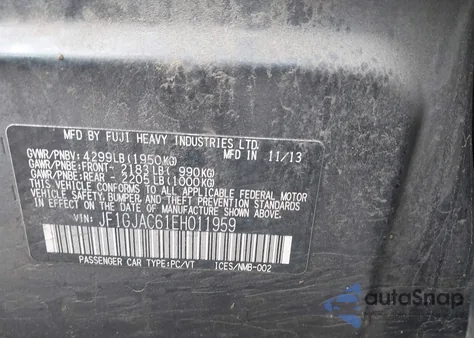 MFD BY FUJI HEAVY INDUSTRIES LTD.
GVWR/PNBV: 4299LB(1950KG) MFD IN 11/13
GAWR/PNBE:FRONT- 2183LB( 990KG)
GAWR/PNBE:REAR - 2205LB(1000KG)
THIS VEHICLE CONFORMS TO ALL APPLICABLE FEDERAL MOTOR
VEHICLE SAFETY, BUMPER, AND THEFT PREVENTION STANDARDS
IN EFFECT ON THE DATE OF MANUFACTURE SHOWN ABOVE.
VIN: JF1GJAC61EH011959
PASSENGER CAR TYPE:PC/VT ICES/NMB-002
autoSnap